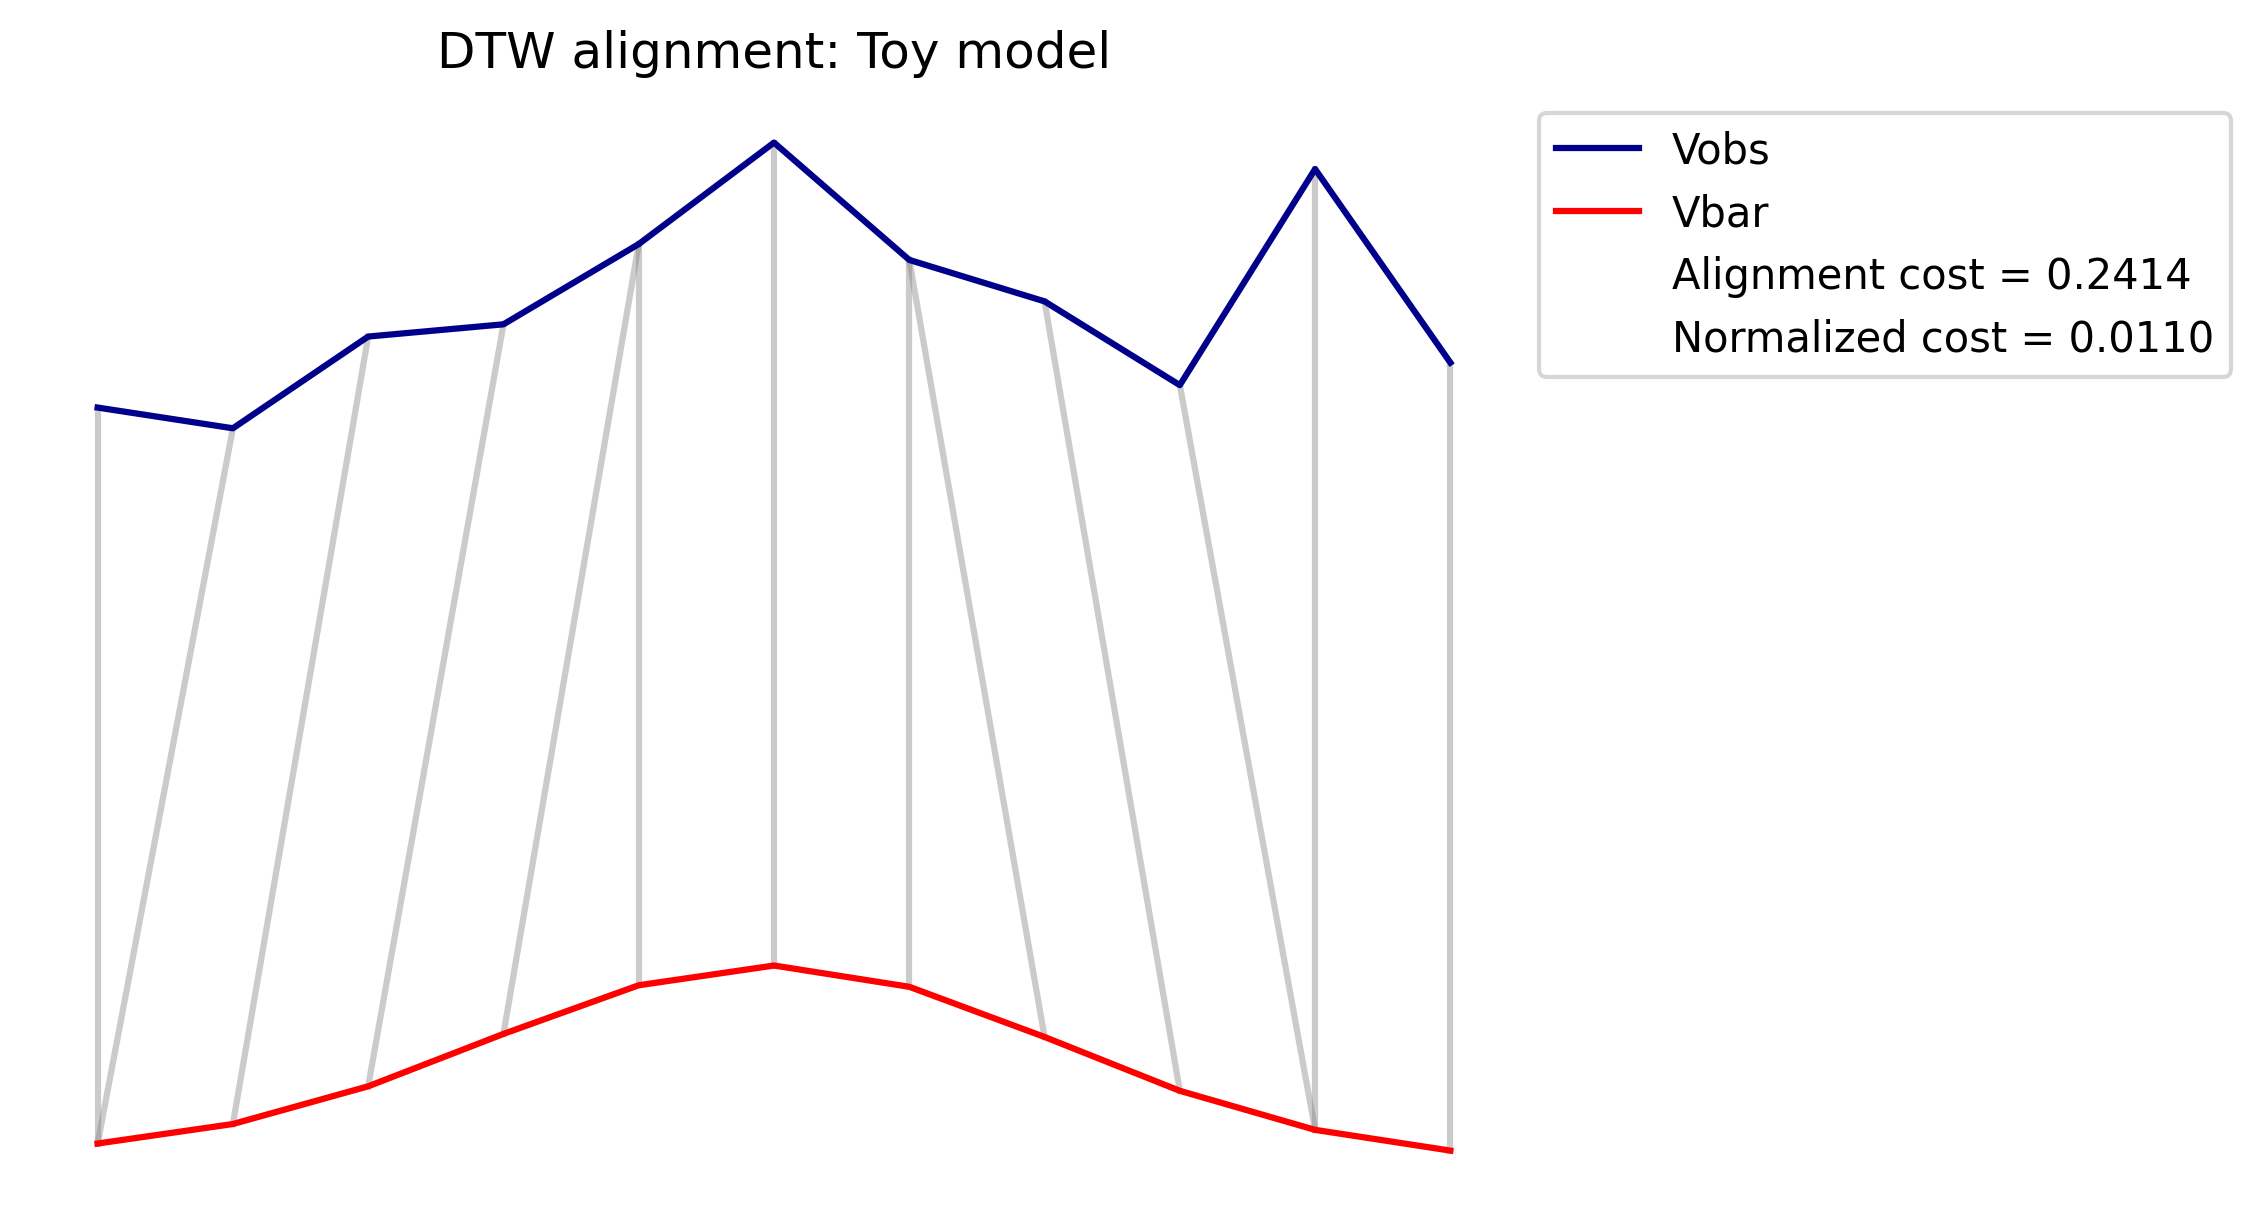 DTW alignment: Toy model
Vobs
Vbar
Alignment cost = 0.2414
Normalized cost = 0.0110